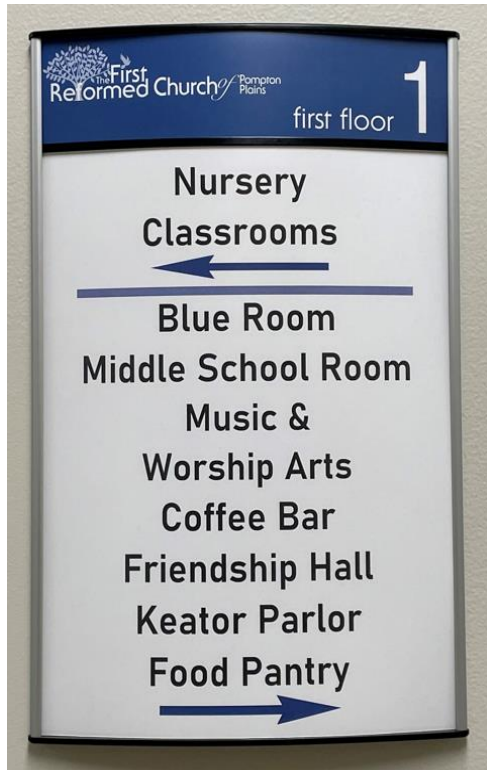 The First
Reformed Church of Pompton
Plains
first floor 1
Nursery
Classrooms
Blue Room
Middle School Room
Music &
Worship Arts
Coffee Bar
Friendship Hall
Keator Parlor
Food Pantry